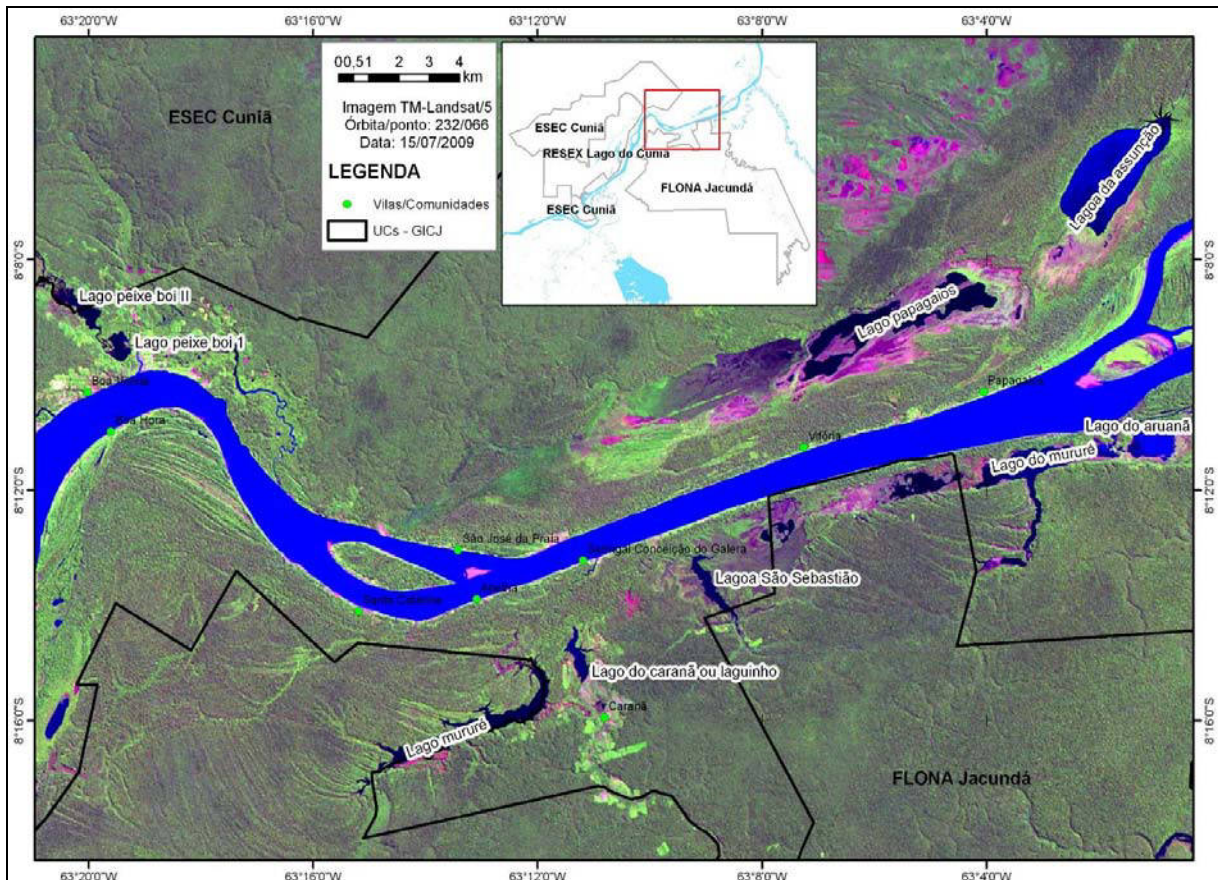 63°20'0"W
63°16'0"W
63°12'0"W
63°8'0"W
63°4'0"W
00,51 2 3 4
km
Imagem TM-Landsat/5
Órbita/ponto: 232/066
Data: 15/07/2009
LEGENDA
Vilas/Comunidades
UCs - GICJ
ESEC Cuniã
RESEX Lago do Cuniã
FLONA Jacundá
ESEC Cuniã
ESEC Cuniã
Lagoa da assunção
8°8'0"S
8°8'0"S
Lago peixe boi II
Lago papagaios
Lago peixe boi 1
Papagaios
Boa Hora
Lago do aruanã
Vitória
Lago do mururé
8°12'0"S
8°12'0"S
São José da Praia
Seringal Conceição do Galera
Lagoa São Sebastião
Santa Catarina
Lago do caranã ou laguinho
Caranã
8°16'0"S
8°16'0"S
Lago mururé
FLONA Jacundá
63°20'0"W
63°16'0"W
63°12'0"W
63°8'0"W
63°4'0"W